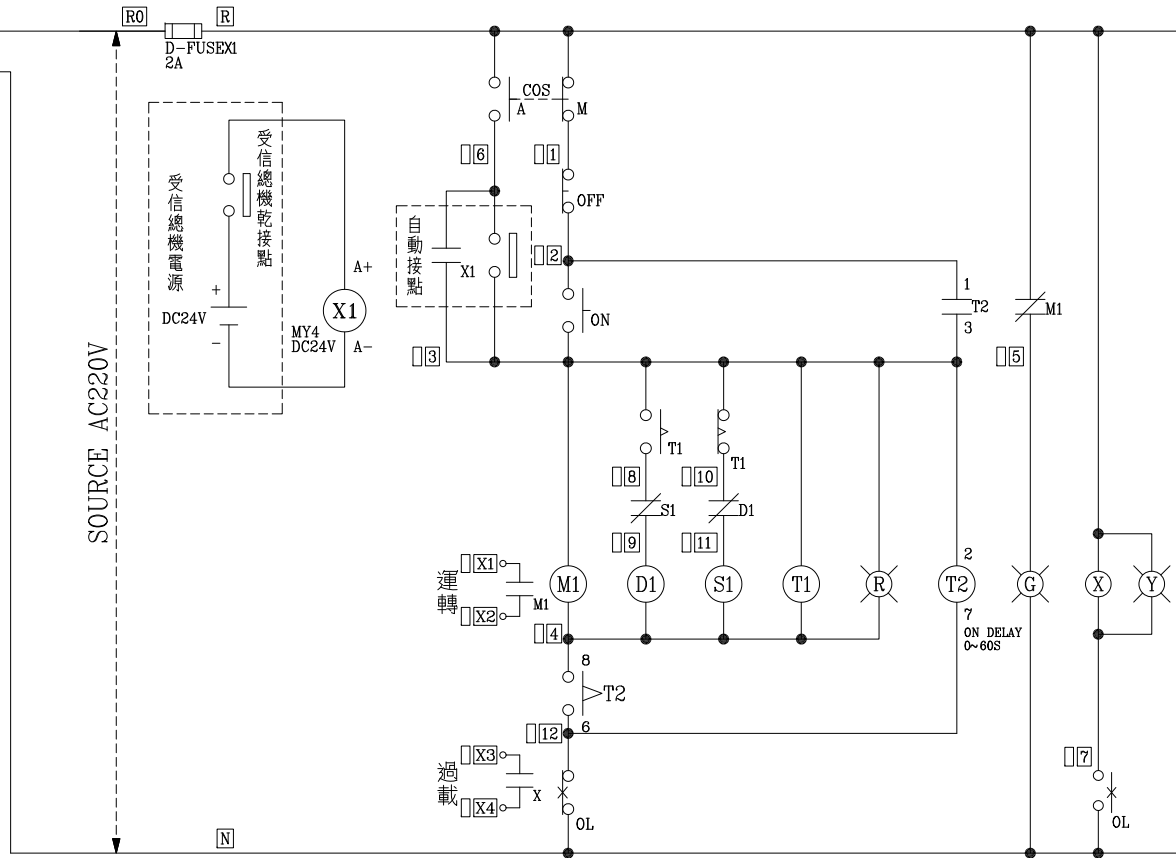 R0
R
D-FUSEX1
2A
COS
A
M
6
1
OFF
受信總機乾接點
受信總機電源
自動接點
X1
2
ON
1
T2
3
M1
5
+
DC24V
-
A+
X1
MY4
DC24V
A-
3
SOURCE AC220V
T1
T1
8
10
S1
D1
9
11
運轉
X1
X2
M1
M1
D1
S1
T1
R
2
T2
7
ON DELAY
0~60S
G
X
Y
4
8
T2
6
12
過載
X3
X4
X
OL
7
OL
N